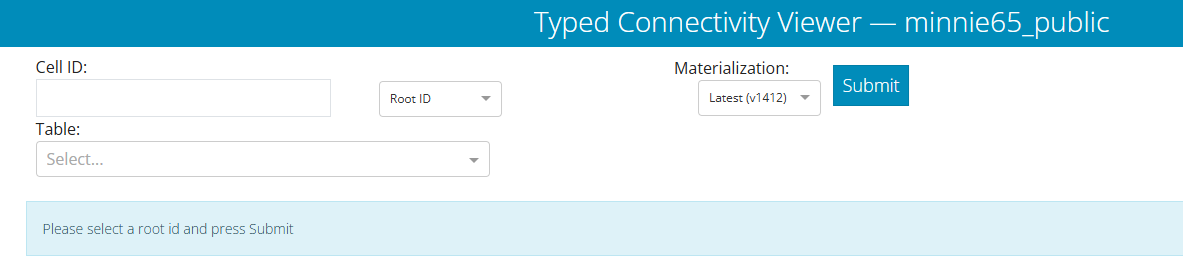 Typed Connectivity Viewer — minnie65_public
Cell ID:
Materialization:
Root ID
Latest (v1412)
Submit
Table:
Select...
Please select a root id and press Submit